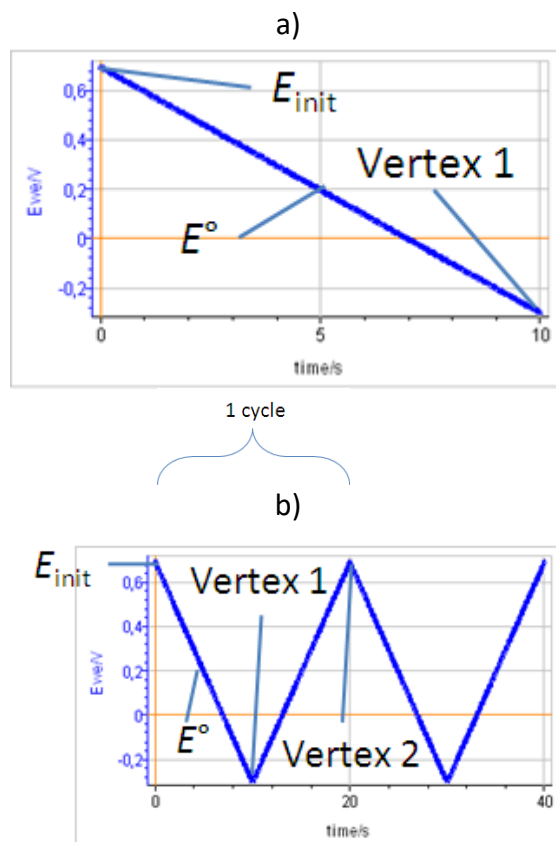 a)
E_init
0,6
0,4
Vertex 1
0,2
E°
0
-0,2
Ewe/V
0
5
10
time/s
1 cycle
b)
E_init
0,6
Vertex 1
0,4
0,2
E°
0
Vertex 2
-0,2
Ewe/V
0
20
40
time/s